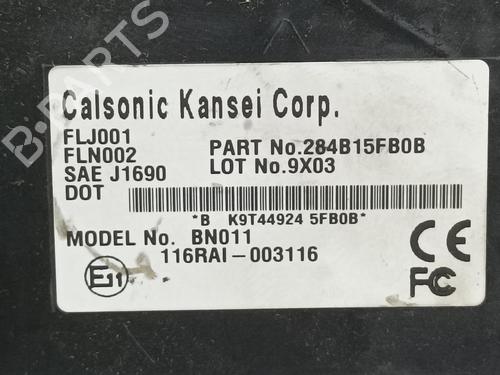 B-PARTS
Calsonic Kansei Corp.
FLJ001
FLN002 PART No.284B15FB0B
SAE J1690 LOT No.9X03
DOT
*B K9T44924 5FB0B*
MODEL No. BN011
116RAI-003116
CE
E11
FC